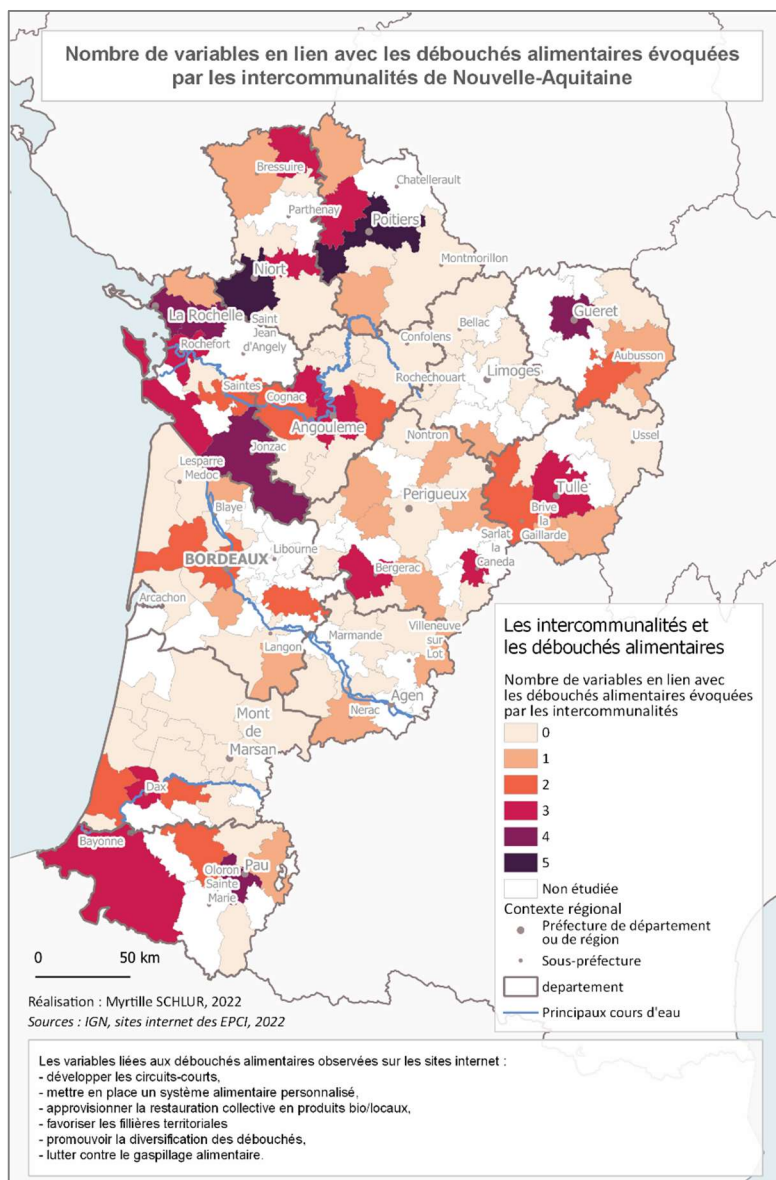 Nombre de variables en lien avec les débouchés alimentaires évoquées
par les intercommunalités de Nouvelle-Aquitaine
Bressuire
Chatellerault
Parthenay
Poitiers
Niort
Montmorillon
La Rochelle
Saint
Jean
d'Angely
Rochefort
Confolens
Bellac
Gueret
Aubusson
Rochechouart
Limoges
Saintes
Cognac
Angouleme
Nontron
Ussel
Jonzac
Lesparre
Medoc
Perigueux
Tulle
Blaye
Brive
la
Gaillarde
Libourne
BORDEAUX
Sarlat
la
Caneda
Bergerac
Arcachon
Langon
Marmande
Villeneuve
sur
Lot
Agen
Nerac
Mont
de
Marsan
Dax
Bayonne
Pau
Oloron
Sainte
Marie
Les intercommunalités et
les débouchés alimentaires
Nombre de variables en lien avec
les débouchés alimentaires évoquées
par les intercommunalités
0
1
2
3
4
5
Non étudiée
Contexte régional
Préfecture de département
ou de région
Sous-préfecture
departement
Principaux cours d'eau
0 50 km
Réalisation : Myrtille SCHLUR, 2022
Sources : IGN, sites internet des EPCI, 2022
Les variables liées aux débouchés alimentaires observées sur les sites internet :
- développer les circuits-courts,
- mettre en place un système alimentaire personnalisé,
- approvisionner la restauration collective en produits bio/locaux,
- favoriser les fillières territoriales
- promouvoir la diversification des débouchés,
- lutter contre le gaspillage alimentaire.